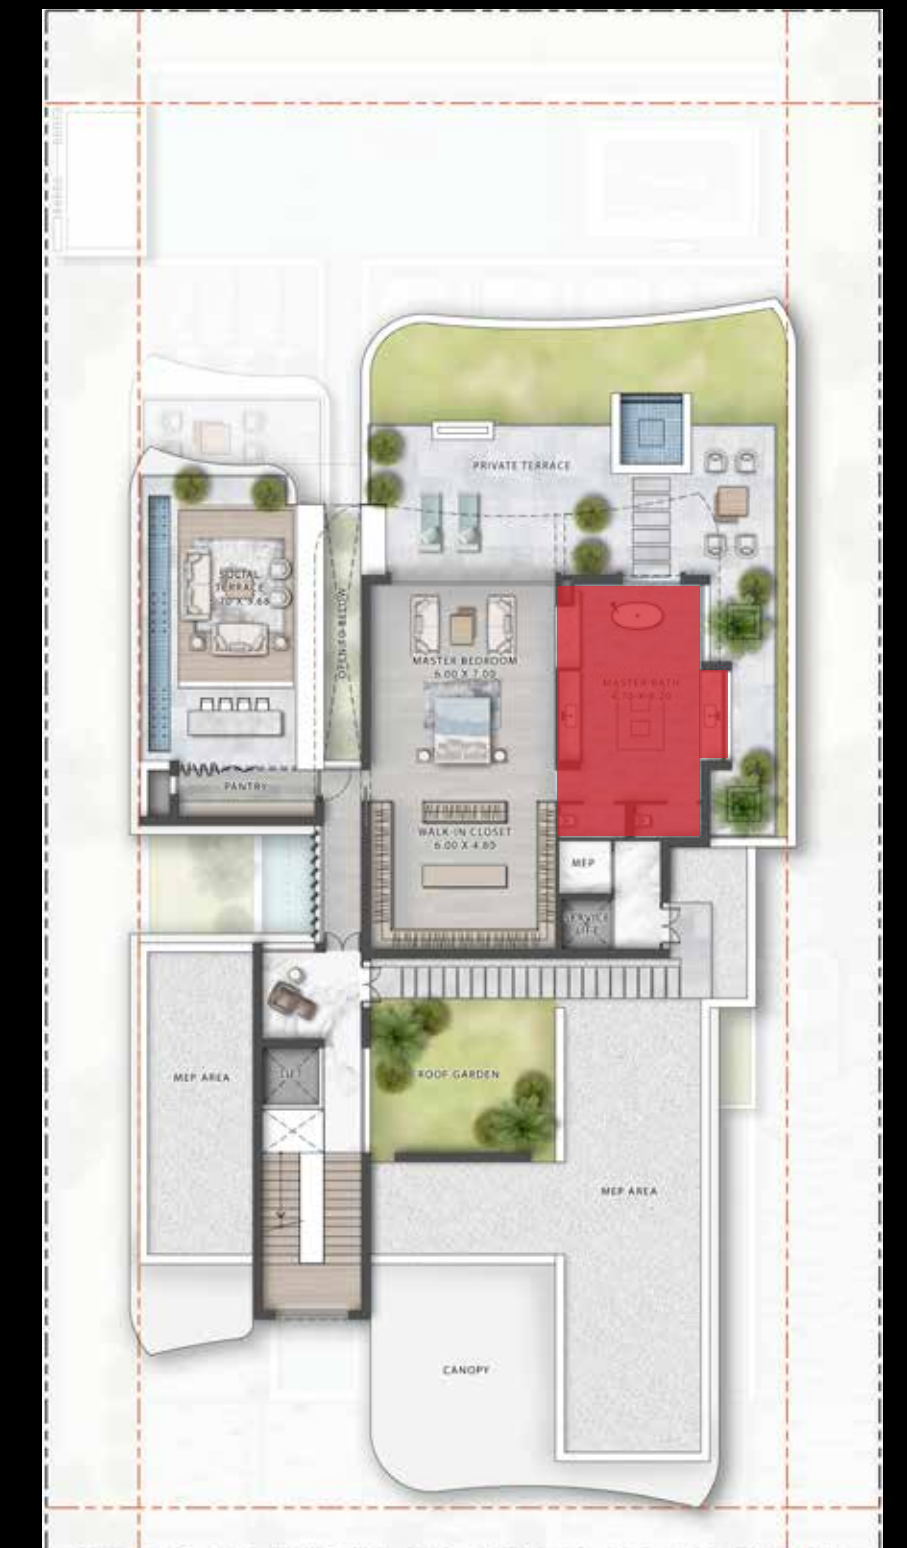 PRIVATE TERRACE
SOCIAL
TERRACE
OPEN TO BELOW
MASTER BEDROOM
6.00 X 7.00
MASTER BATH
PANTRY
WALK-IN CLOSET
6.00 X 4.80
MEP
SERVICE
LIFT
MEP AREA
LIFT
ROOF GARDEN
MEP AREA
CANOPY